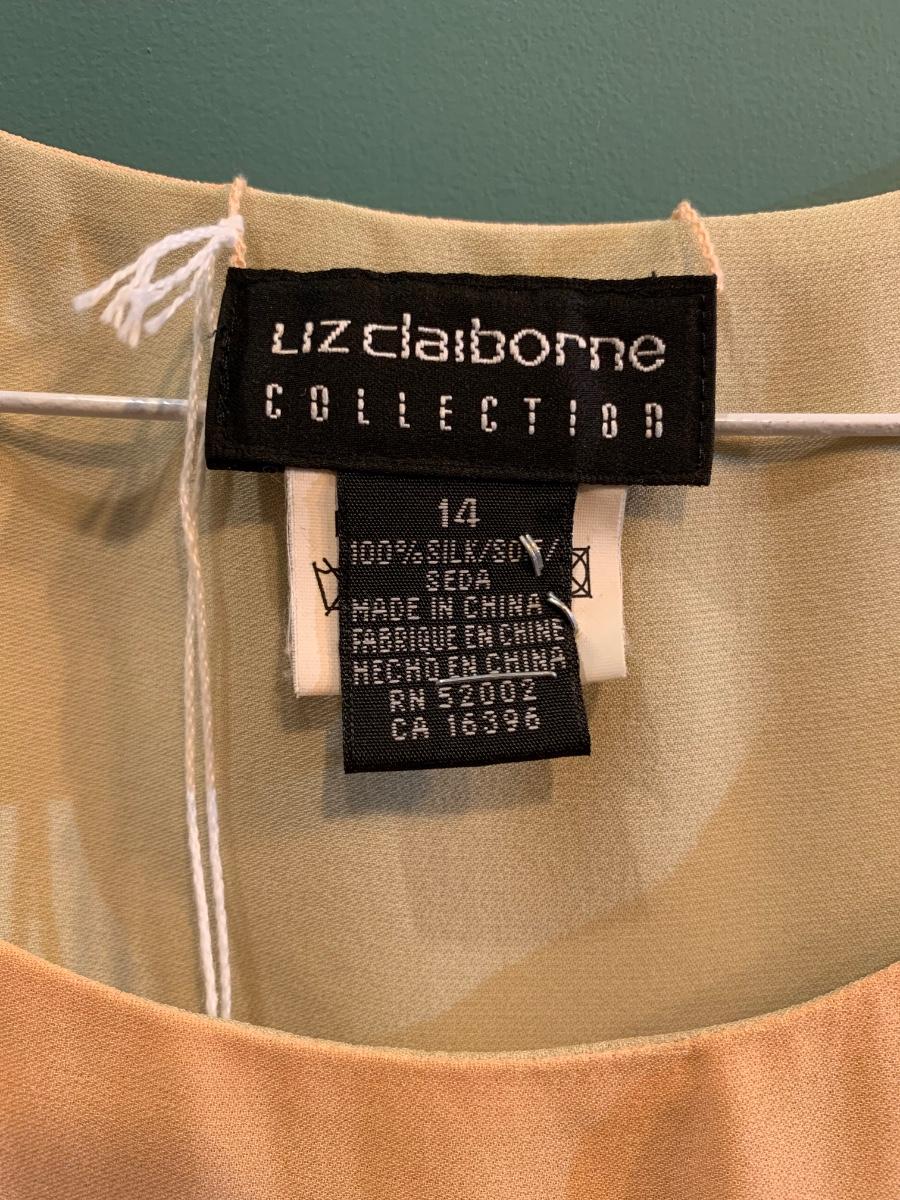 Liz claiborne
COLLECTION
14
100% SILK/SOIE/
SEDA
MADE IN CHINA
FABRIQUE EN CHINE
HECHO EN CHINA
RN 52002
CA 16396